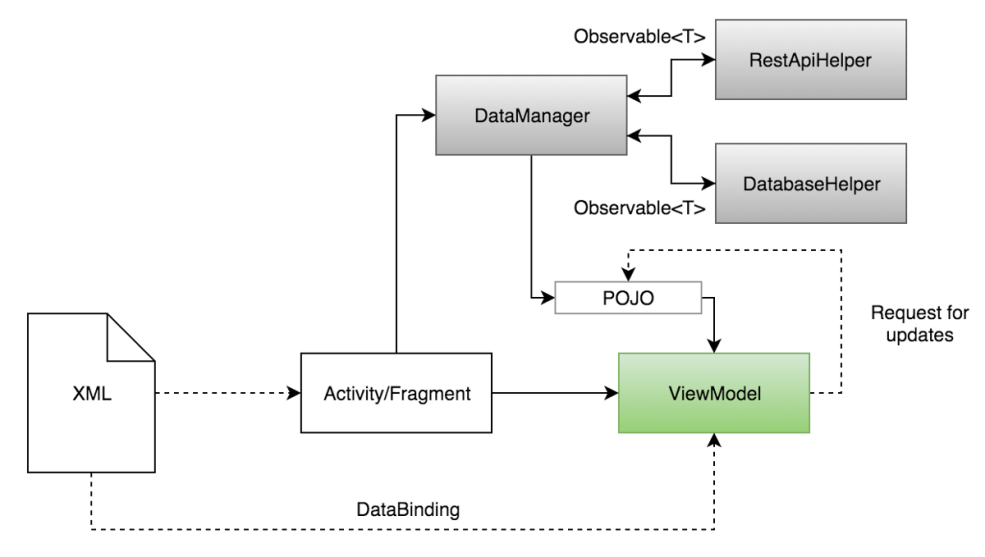 Observable<T>
RestApiHelper
DataManager
DatabaseHelper
Observable<T>
POJO
Request for
updates
XML
Activity/Fragment
ViewModel
DataBinding